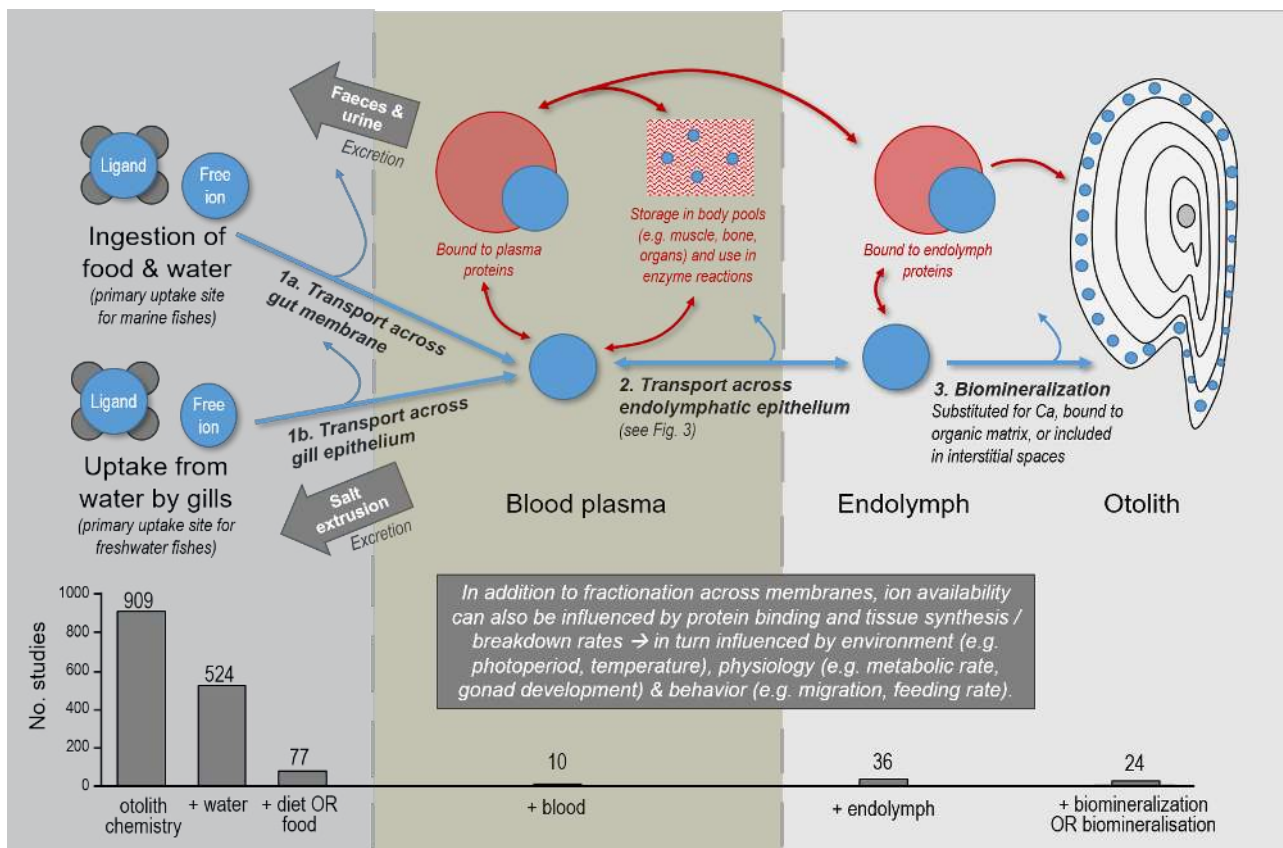 Faeces &
urine
Excretion
Ligand
Free
ion
Ingestion of
food & water
(primary uptake site
for marine fishes)
1a. Transport across
gut membrane
Ligand
Free
ion
Uptake from
water by gills
(primary uptake site for
freshwater fishes)
1b. Transport across
gill epithelium
Salt
extrusion
Excretion
Bound to plasma
proteins
Storage in body pools
(e.g. muscle, bone,
organs) and use in
enzyme reactions
Bound to endolymph
proteins
2. Transport across
endolymphatic epithelium
(see Fig. 3)
3. Biomineralization
Substituted for Ca, bound to
organic matrix, or included
in interstitial spaces
Blood plasma
Endolymph
Otolith
In addition to fractionation across membranes, ion availability
can also be influenced by protein binding and tissue synthesis /
breakdown rates → in turn influenced by environment (e.g.
photoperiod, temperature), physiology (e.g. metabolic rate,
gonad development) & behavior (e.g. migration, feeding rate).
No. studies
1000
800
600
400
200
0
909
524
77
10
36
24
otolith
chemistry
+ water
+ diet OR
food
+ blood
+ endolymph
+ biomineralization
OR biomineralisation